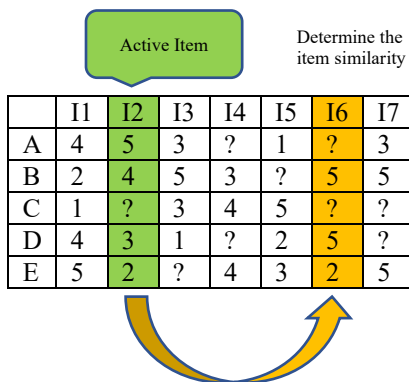 Active Item
Determine the
item similarity
I1 I2 I3 I4 I5 I6 I7
A 4 5 3 ? 1 ? 3
B 2 4 5 3 ? 5 5
C 1 ? 3 4 5 ? ?
D 4 3 1 ? 2 5 ?
E 5 2 ? 4 3 2 5